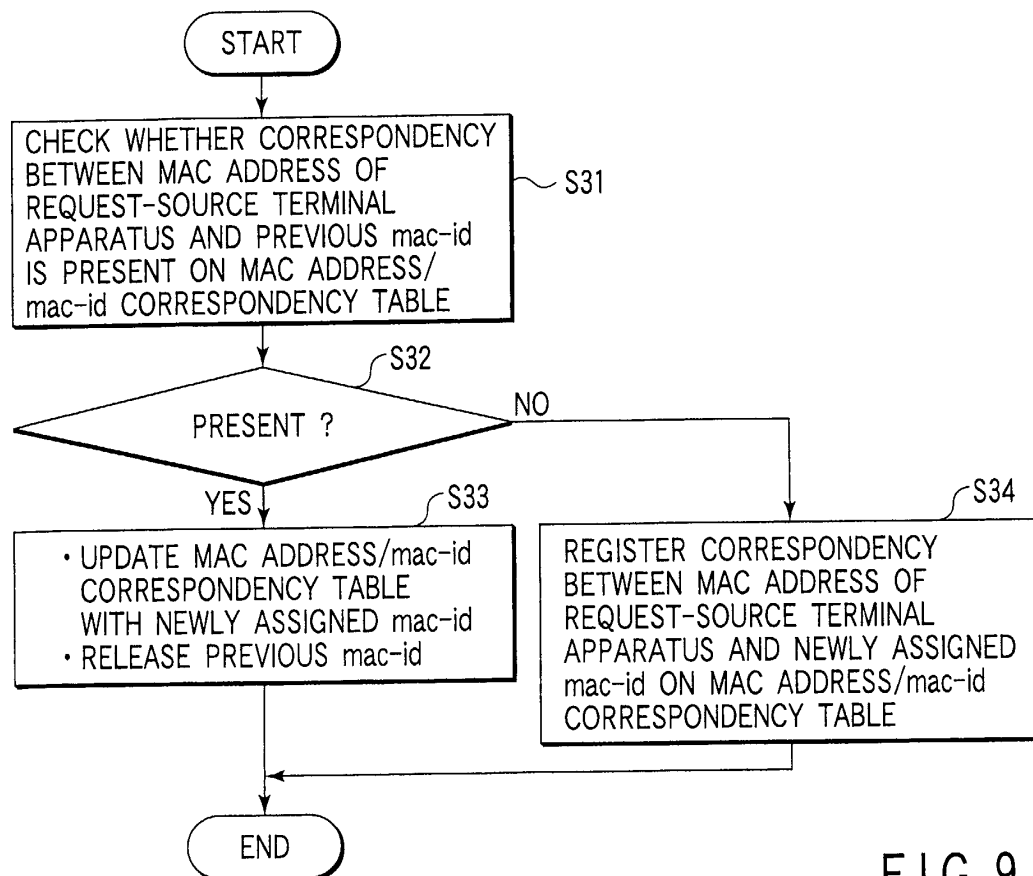 START
CHECK WHETHER CORRESPONDENCY
BETWEEN MAC ADDRESS OF
REQUEST-SOURCE TERMINAL
APPARATUS AND PREVIOUS mac-id
IS PRESENT ON MAC ADDRESS/
mac-id CORRESPONDENCY TABLE
S31
S32
PRESENT ?
NO
YES
S33
・UPDATE MAC ADDRESS/mac-id
CORRESPONDENCY TABLE
WITH NEWLY ASSIGNED mac-id
・RELEASE PREVIOUS mac-id
S34
REGISTER CORRESPONDENCY
BETWEEN MAC ADDRESS OF
REQUEST-SOURCE TERMINAL
APPARATUS AND NEWLY ASSIGNED
mac-id ON MAC ADDRESS/mac-id
CORRESPONDENCY TABLE
END
FIG. 9